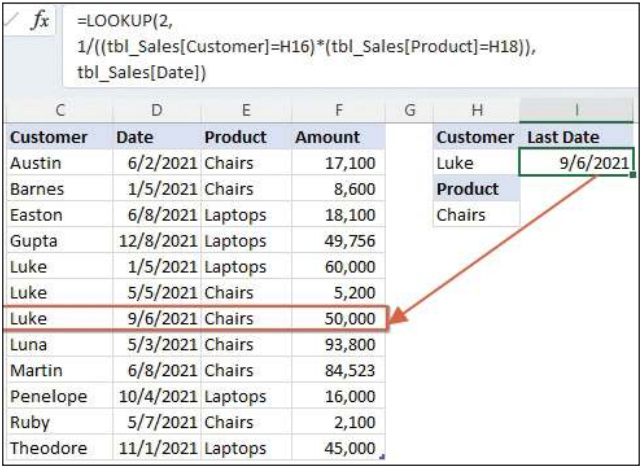 fx =LOOKUP(2,
1/((tbl_Sales[Customer]=H16)*(tbl_Sales[Product]=H18)),
tbl_Sales[Date])
C D E F G H I
Customer Date Product Amount Customer Last Date
Austin 6/2/2021 Chairs 17,100 Luke 9/6/2021
Barnes 1/5/2021 Chairs 8,600 Product
Easton 6/8/2021 Laptops 18,100 Chairs
Gupta 12/8/2021 Laptops 49,756
Luke 1/5/2021 Laptops 60,000
Luke 5/5/2021 Chairs 5,200
Luke 9/6/2021 Chairs 50,000
Luna 5/3/2021 Chairs 93,800
Martin 6/8/2021 Chairs 84,523
Penelope 10/4/2021 Laptops 16,000
Ruby 5/7/2021 Chairs 2,100
Theodore 11/1/2021 Laptops 45,000